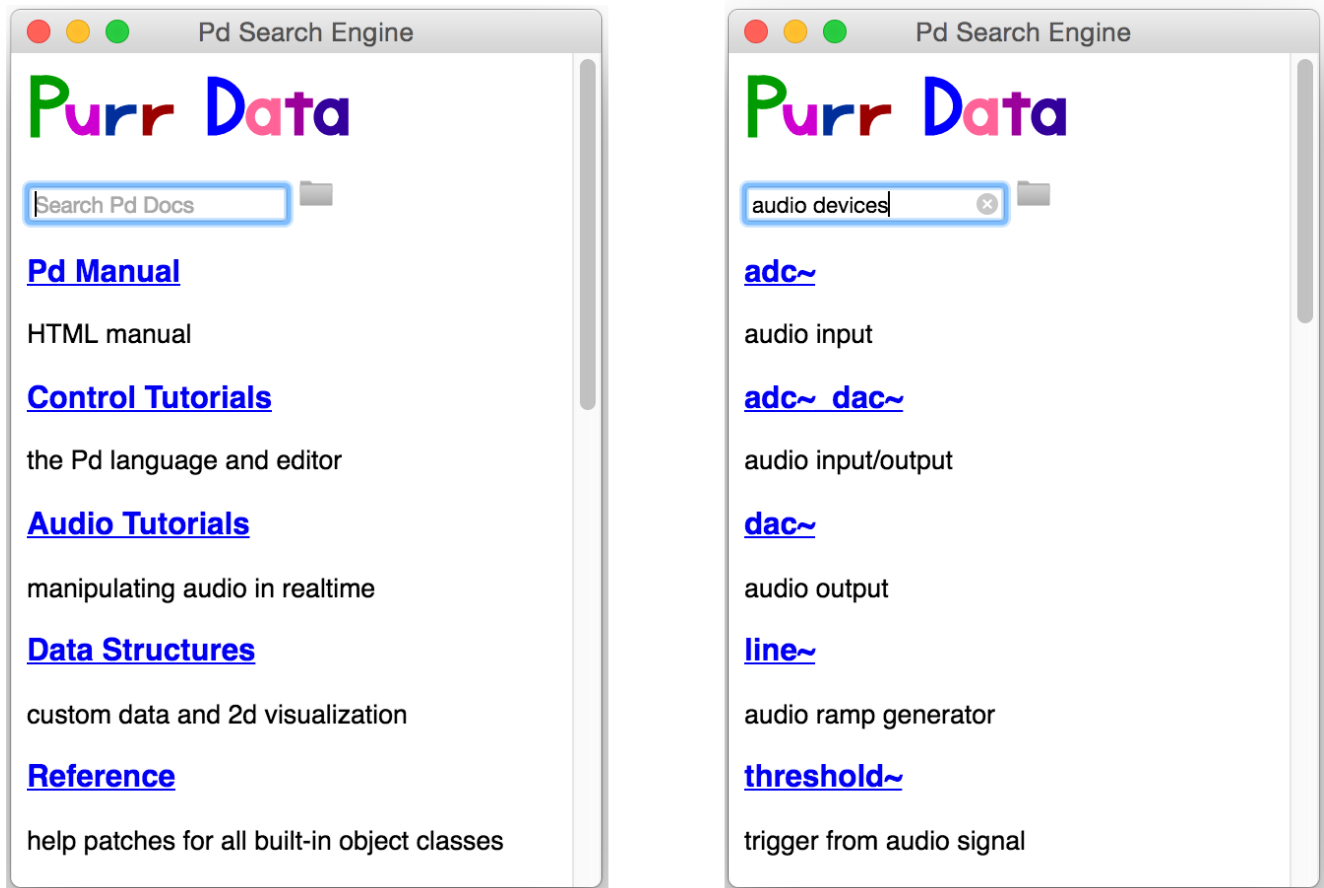 Pd Search Engine
Purr Data
Search Pd Docs
Pd Manual
HTML manual
Control Tutorials
the Pd language and editor
Audio Tutorials
manipulating audio in realtime
Data Structures
custom data and 2d visualization
Reference
help patches for all built-in object classes
Pd Search Engine
Purr Data
audio devices
adc~
audio input
adc~_dac~
audio input/output
dac~
audio output
line~
audio ramp generator
threshold~
trigger from audio signal